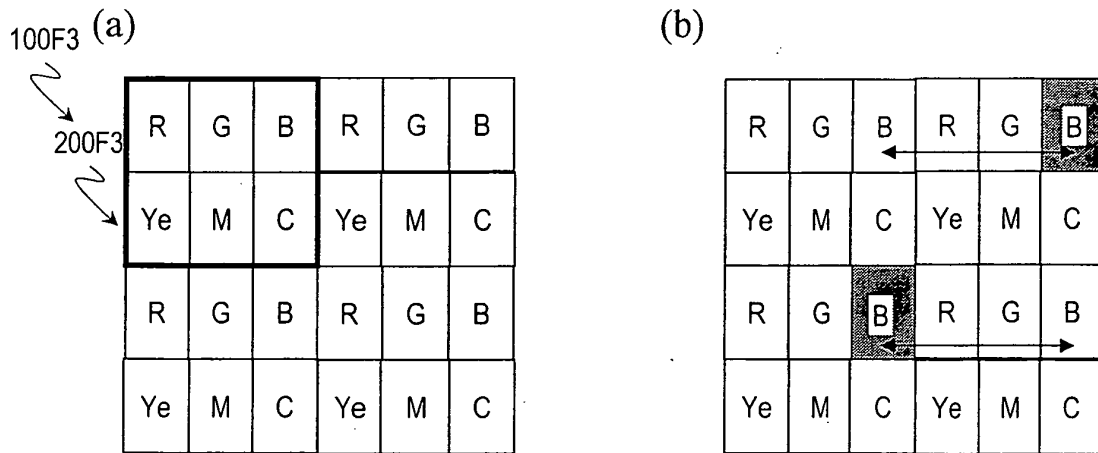 (a)
100F3
200F3
R G B R G B
Ye M C Ye M C
R G B R G B
Ye M C Ye M C
(b)
R G B R G B
Ye M C Ye M C
R G B R G B
Ye M C Ye M C